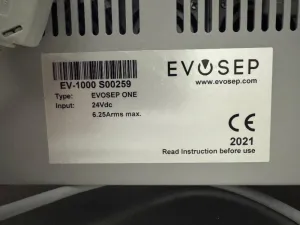 EV-1000 S00259
EVOSEP
www.evosep.com
Type: EVOSEP ONE
Input: 24Vdc
6.25Arms max.
CE
2021
Read Instruction before use